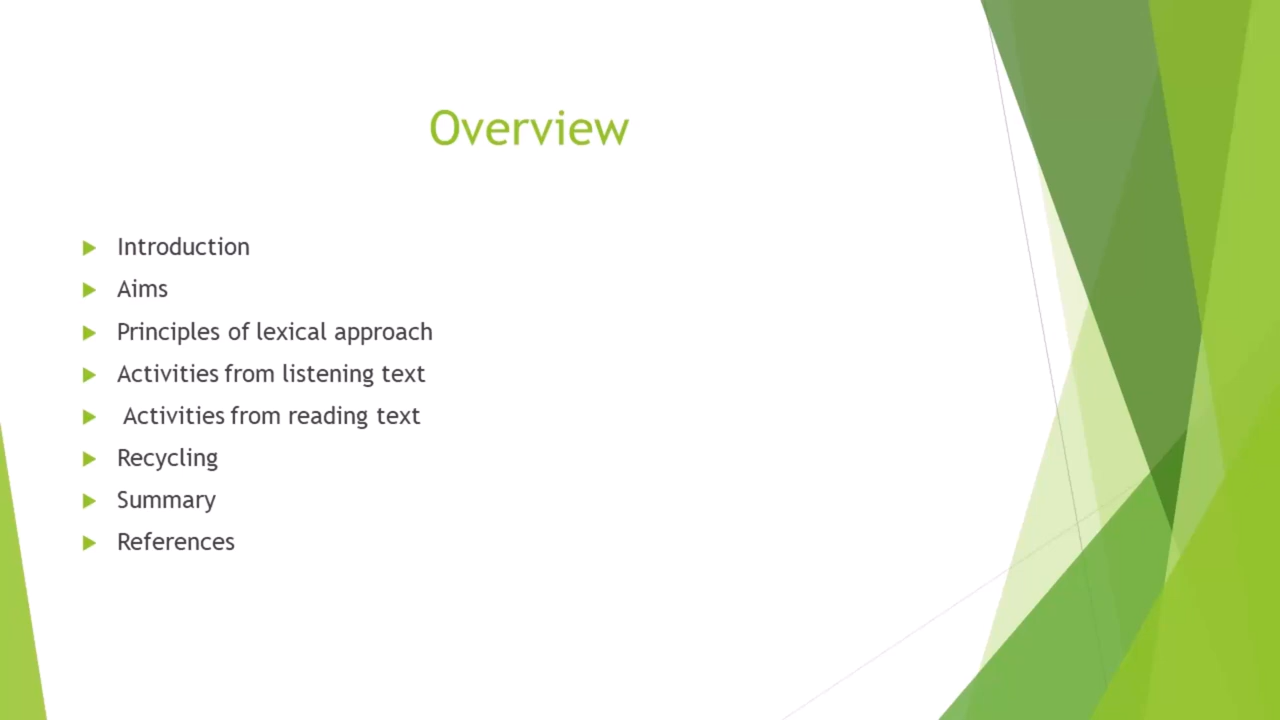 Overview
Introduction
Aims
Principles of lexical approach
Activities from listening text
Activities from reading text
Recycling
Summary
References